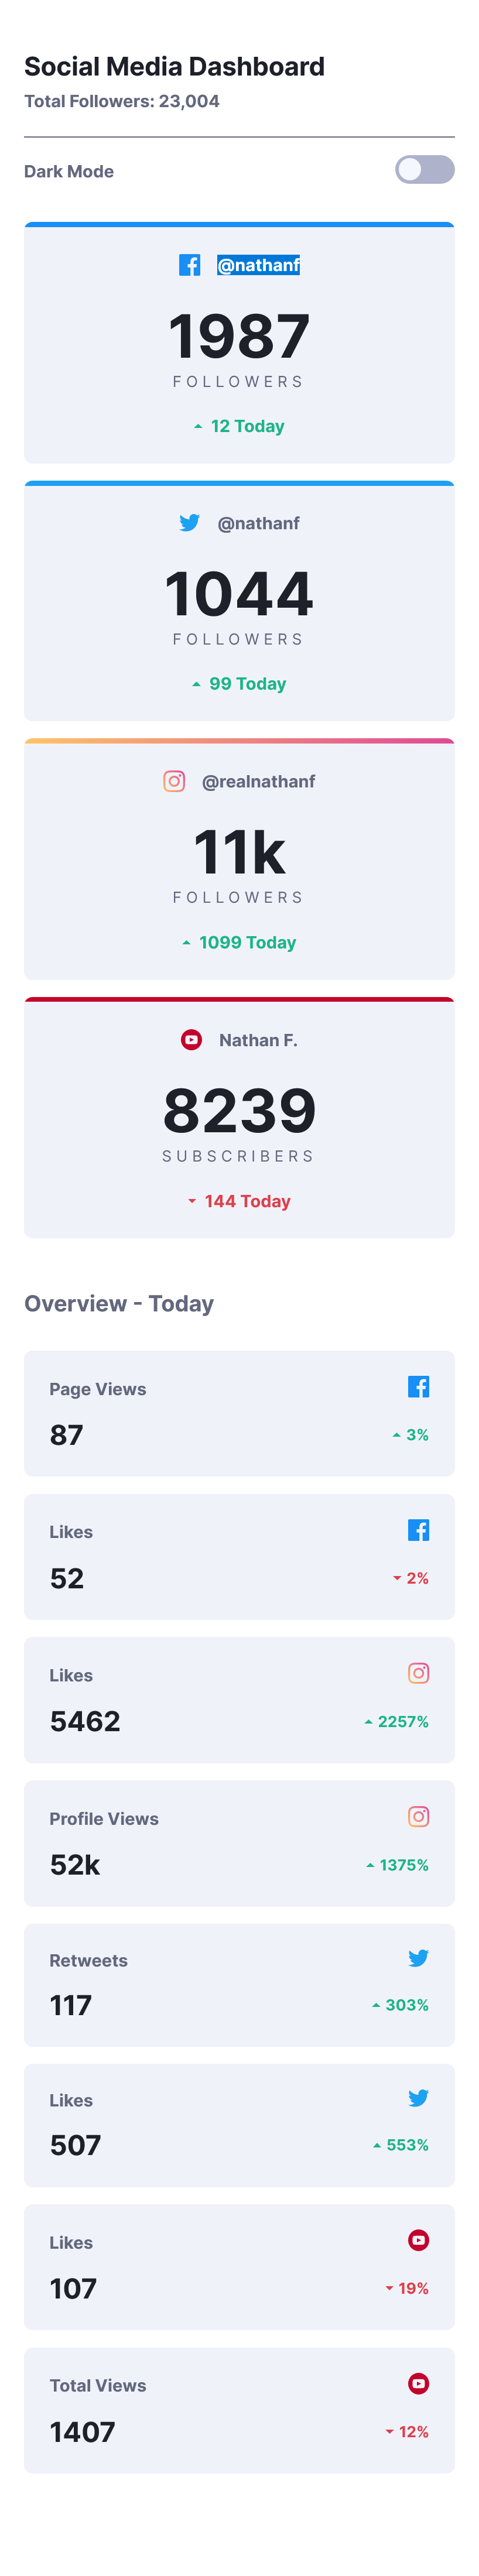 Social Media Dashboard
Total Followers: 23,004
Dark Mode
@nathanf
1987
FOLLOWERS
12 Today
@nathanf
1044
FOLLOWERS
99 Today
@realnathanf
11k
FOLLOWERS
1099 Today
Nathan F.
8239
SUBSCRIBERS
144 Today
Overview - Today
Page Views
87
3%
Likes
52
2%
Likes
5462
2257%
Profile Views
52k
1375%
Retweets
117
303%
Likes
507
553%
Likes
107
19%
Total Views
1407
12%